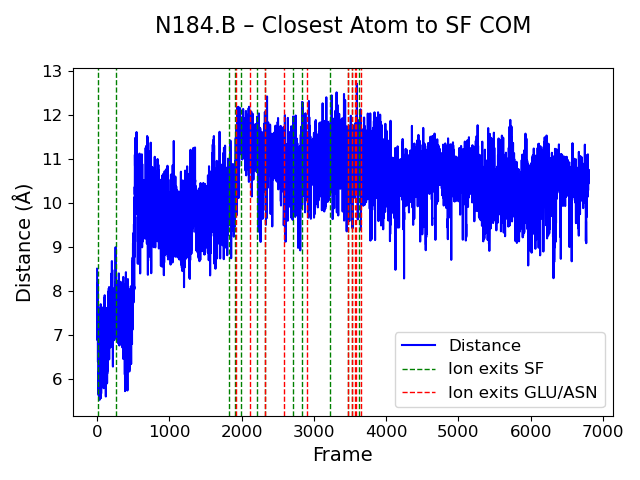 N184.B – Closest Atom to SF COM
Distance (Å)
13
12
11
10
9
8
7
6
0 1000 2000 3000 4000 5000 6000 7000
Frame
Distance
Ion exits SF
Ion exits GLU/ASN